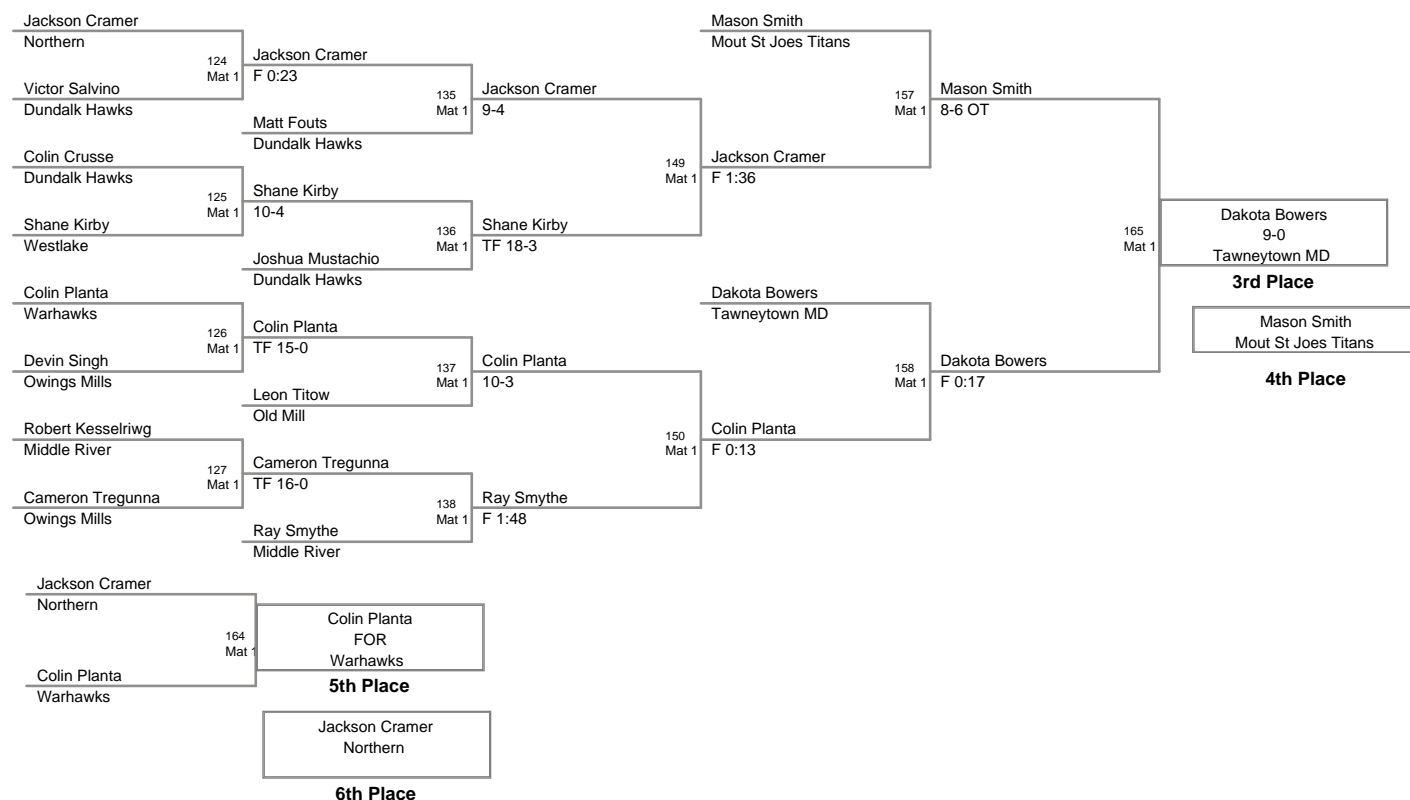 Jackson Cramer
Northern
124
Mat 1
Victor Salvino
Dundalk Hawks
Colin Crusse
Dundalk Hawks
125
Mat 1
Shane Kirby
Westlake
Colin Planta
Warhawks
126
Mat 1
Devin Singh
Owings Mills
Robert Kesselriwg
Middle River
127
Mat 1
Cameron Tregunna
Owings Mills
Jackson Cramer
F 0:23
135
Mat 1
Matt Fouts
Dundalk Hawks
Shane Kirby
10-4
136
Mat 1
Joshua Mustachio
Dundalk Hawks
Colin Planta
TF 15-0
137
Mat 1
Leon Titow
Old Mill
Cameron Tregunna
TF 16-0
138
Mat 1
Ray Smythe
Middle River
Jackson Cramer
9-4
149
Mat 1
Shane Kirby
TF 18-3
Colin Planta
10-3
150
Mat 1
Ray Smythe
F 1:48
Mason Smith
Mout St Joes Titans
157
Mat 1
Jackson Cramer
F 1:36
Dakota Bowers
Tawneytown MD
158
Mat 1
Colin Planta
F 0:13
Mason Smith
8-6 OT
165
Mat 1
Dakota Bowers
F 0:17
Dakota Bowers
9-0
Tawneytown MD
3rd Place
Mason Smith
Mout St Joes Titans
4th Place
Jackson Cramer
Northern
164
Mat 1
Colin Planta
Warhawks
Colin Planta
FOR
Warhawks
5th Place
Jackson Cramer
Northern
6th Place